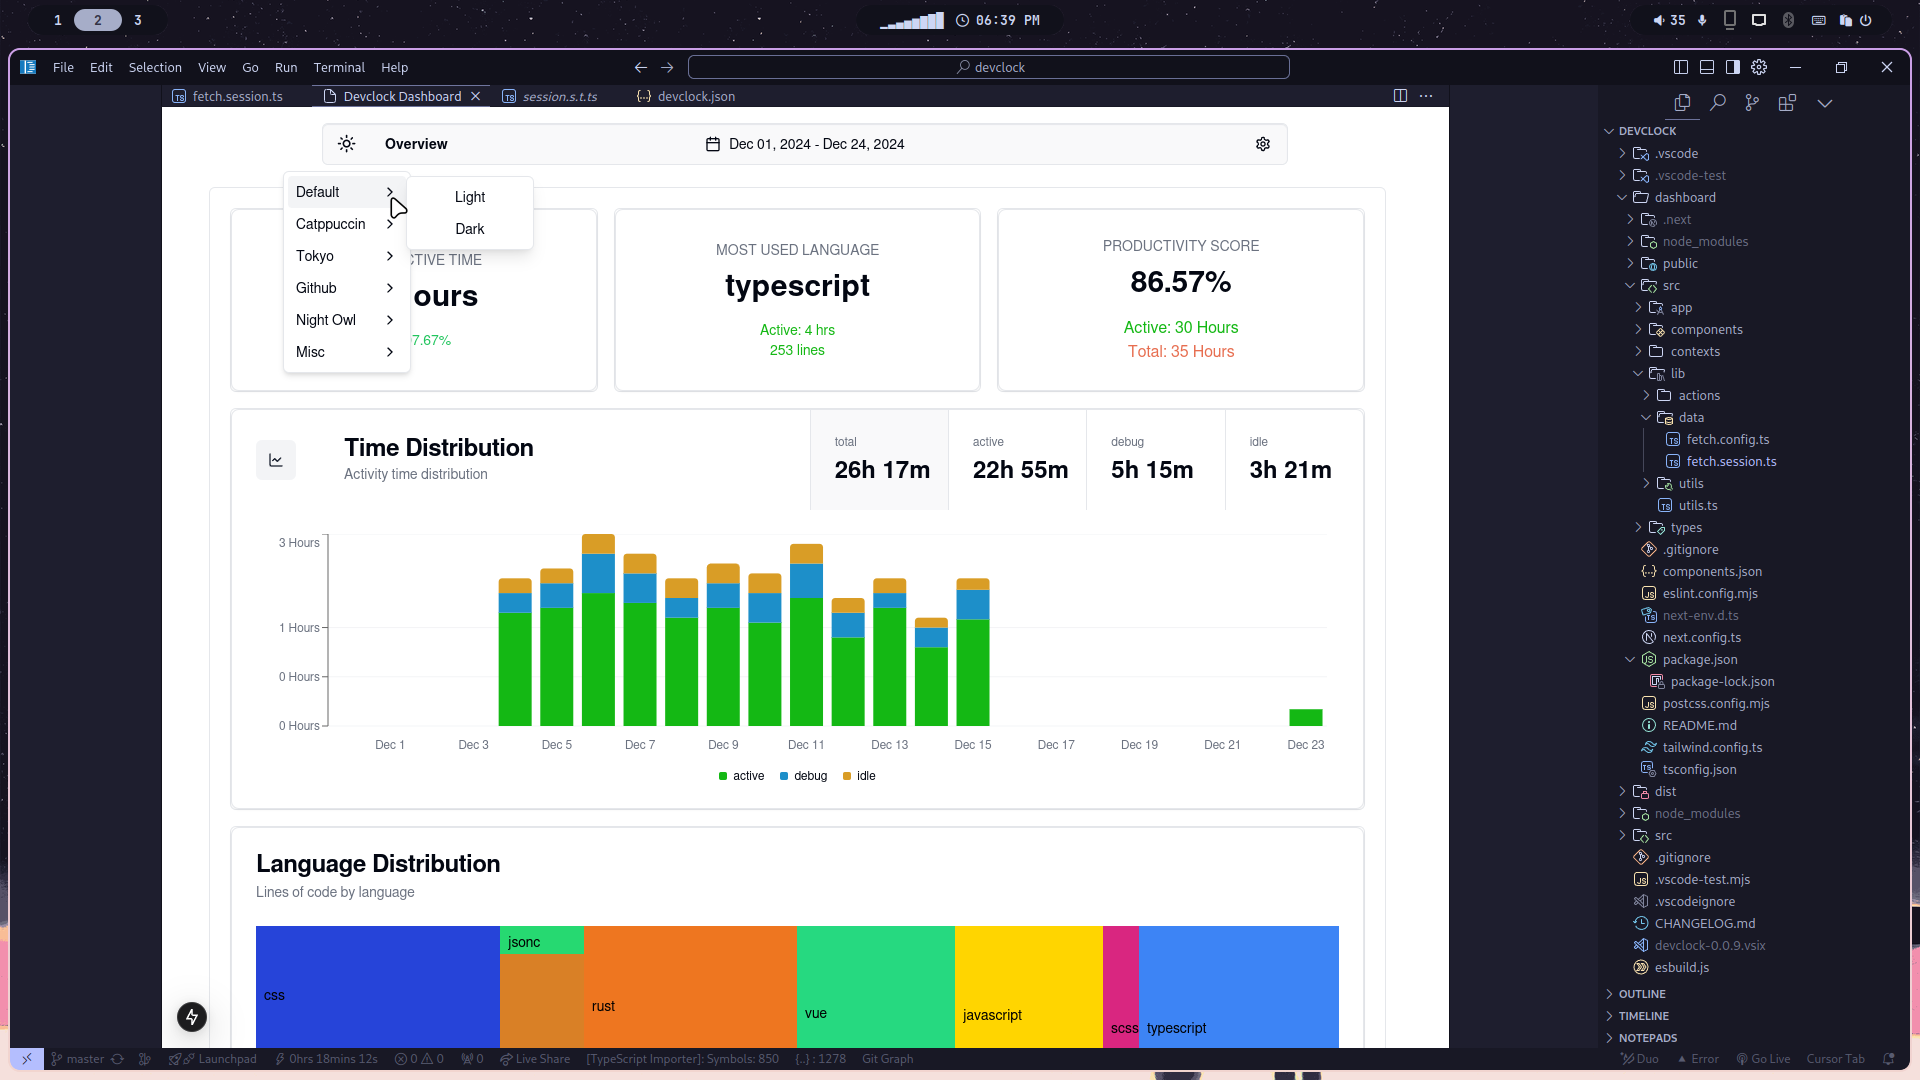 1 2 3
06:39 PM
35
File Edit Selection View Go Run Terminal Help
devclock
fetch.session.ts
Devclock Dashboard
session.s.t.ts
devclock.json
Overview
Dec 01, 2024 - Dec 24, 2024
Default
Catppuccin
Tokyo
Github
Night Owl
Misc
Light
Dark
CTIVE TIME
ours
7.67%
MOST USED LANGUAGE
typescript
Active: 4 hrs
253 lines
PRODUCTIVITY SCORE
86.57%
Active: 30 Hours
Total: 35 Hours
Time Distribution
Activity time distribution
total
26h 17m
active
22h 55m
debug
5h 15m
idle
3h 21m
3 Hours
1 Hours
0 Hours
0 Hours
Dec 1 Dec 3 Dec 5 Dec 7 Dec 9 Dec 11 Dec 13 Dec 15 Dec 17 Dec 19 Dec 21 Dec 23
active debug idle
Language Distribution
Lines of code by language
css
jsonc
rust
vue
javascript
scss
typescript
DEVCLOCK
.vscode
.vscode-test
dashboard
.next
node_modules
public
src
app
components
contexts
lib
actions
data
fetch.config.ts
fetch.session.ts
utils
utils.ts
types
.gitignore
components.json
eslint.config.mjs
next-env.d.ts
next.config.ts
package.json
package-lock.json
postcss.config.mjs
README.md
tailwind.config.ts
tsconfig.json
dist
node_modules
src
.gitignore
.vscode-test.mjs
.vscodeignore
CHANGELOG.md
devclock-0.0.9.vsix
esbuild.js
OUTLINE
TIMELINE
NOTEPADS
master
Launchpad
0hrs 18mins 12s
0 0
0
Live Share
[TypeScript Importer]: Symbols: 850
{..} : 1278
Git Graph
Duo
Error
Go Live
Cursor Tab